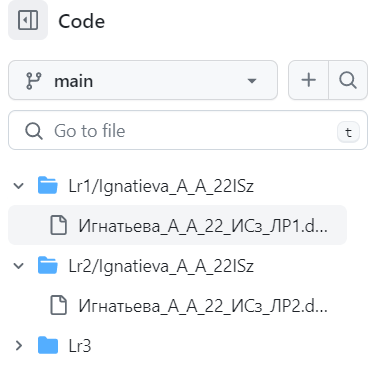 Code
main
Go to file
t
Lr1/Ignatieva_A_A_22ISz
Игнатьева_А_А_22_ИСз_ЛР1.d...
Lr2/Ignatieva_A_A_22ISz
Игнатьева_А_А_22_ИСз_ЛР2.d...
Lr3